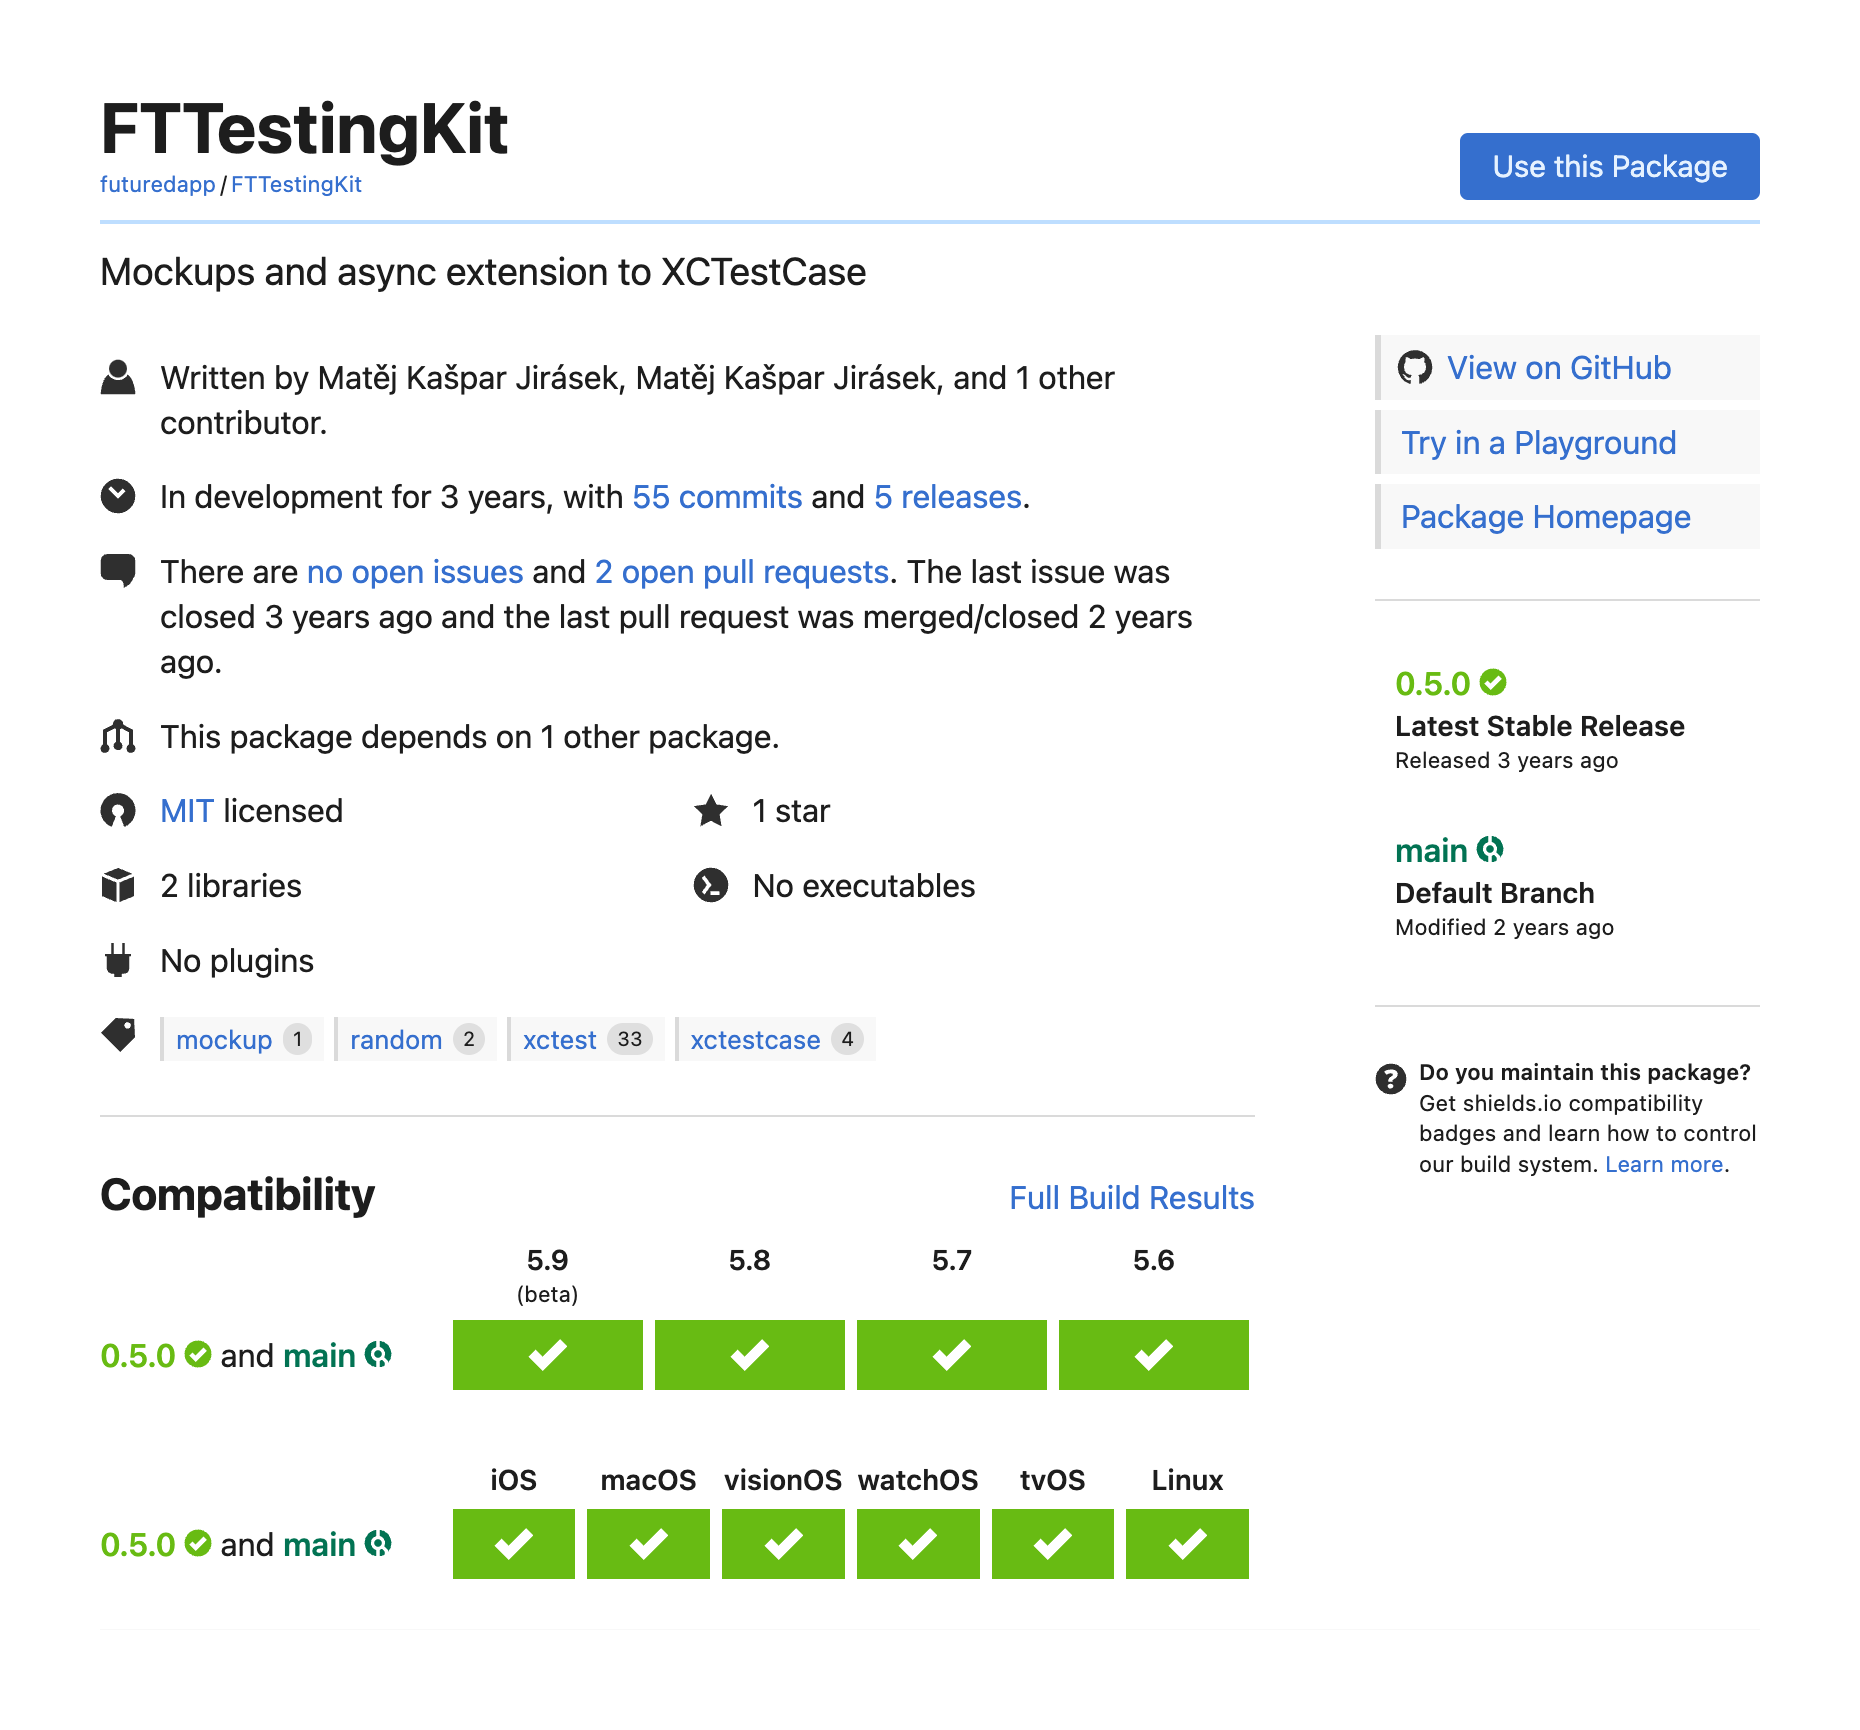 FTTestingKit
futuredapp / FTTestingKit
Use this Package
Mockups and async extension to XCTestCase
Written by Matěj Kašpar Jirásek, Matěj Kašpar Jirásek, and 1 other
contributor.
In development for 3 years, with 55 commits and 5 releases.
There are no open issues and 2 open pull requests. The last issue was
closed 3 years ago and the last pull request was merged/closed 2 years
ago.
This package depends on 1 other package.
MIT licensed
1 star
2 libraries
No executables
No plugins
mockup 1 random 2 xctest 33 xctestcase 4
View on GitHub
Try in a Playground
Package Homepage
0.5.0
Latest Stable Release
Released 3 years ago
main
Default Branch
Modified 2 years ago
Do you maintain this package?
Get shields.io compatibility
badges and learn how to control
our build system. Learn more.
Compatibility
Full Build Results
5.9 5.8 5.7 5.6
(beta)
0.5.0 and main
iOS macOS visionOS watchOS tvOS Linux
0.5.0 and main